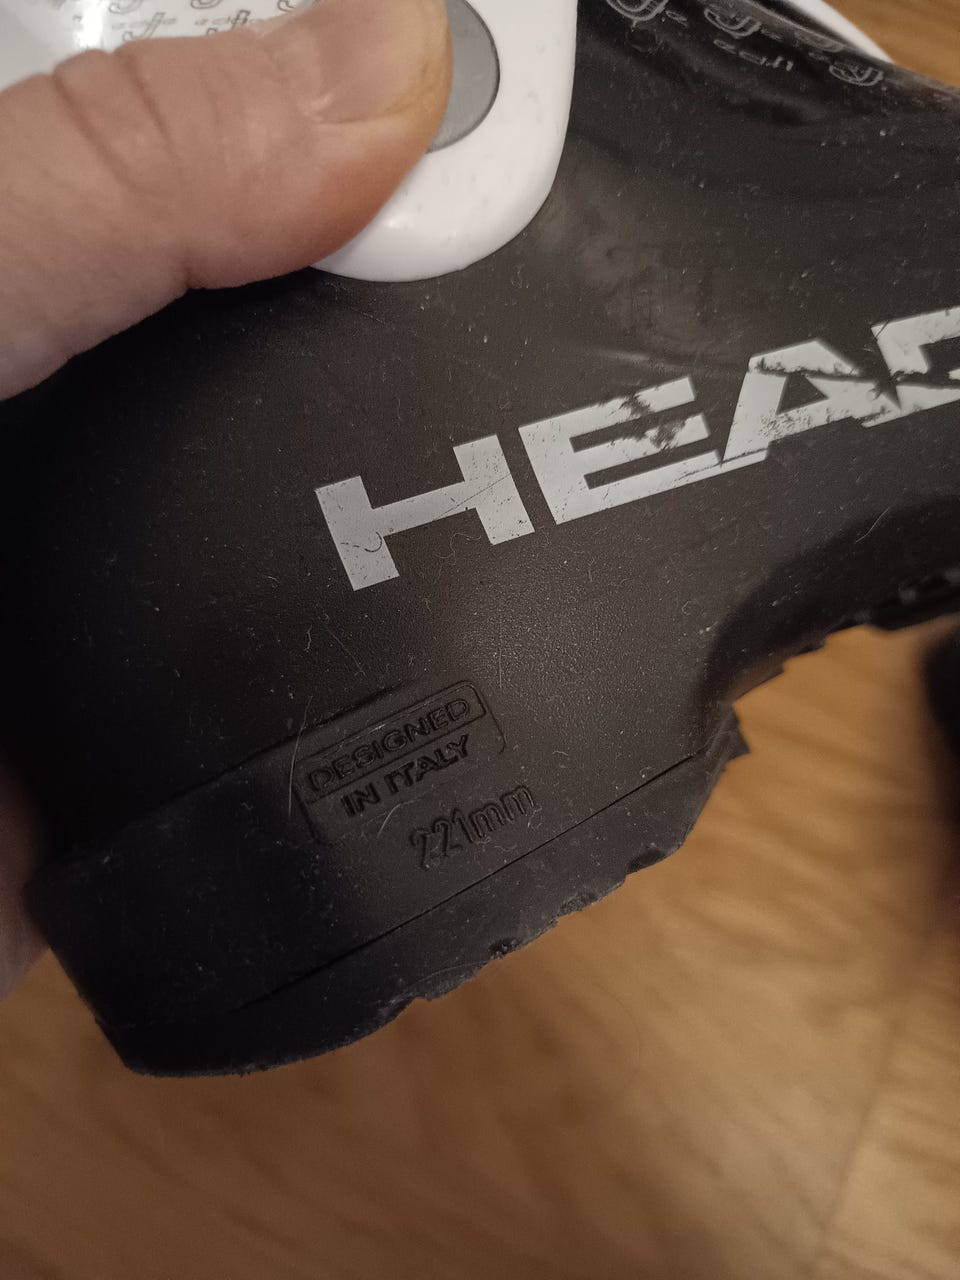 HEAD
DESIGNED
IN ITALY
221mm